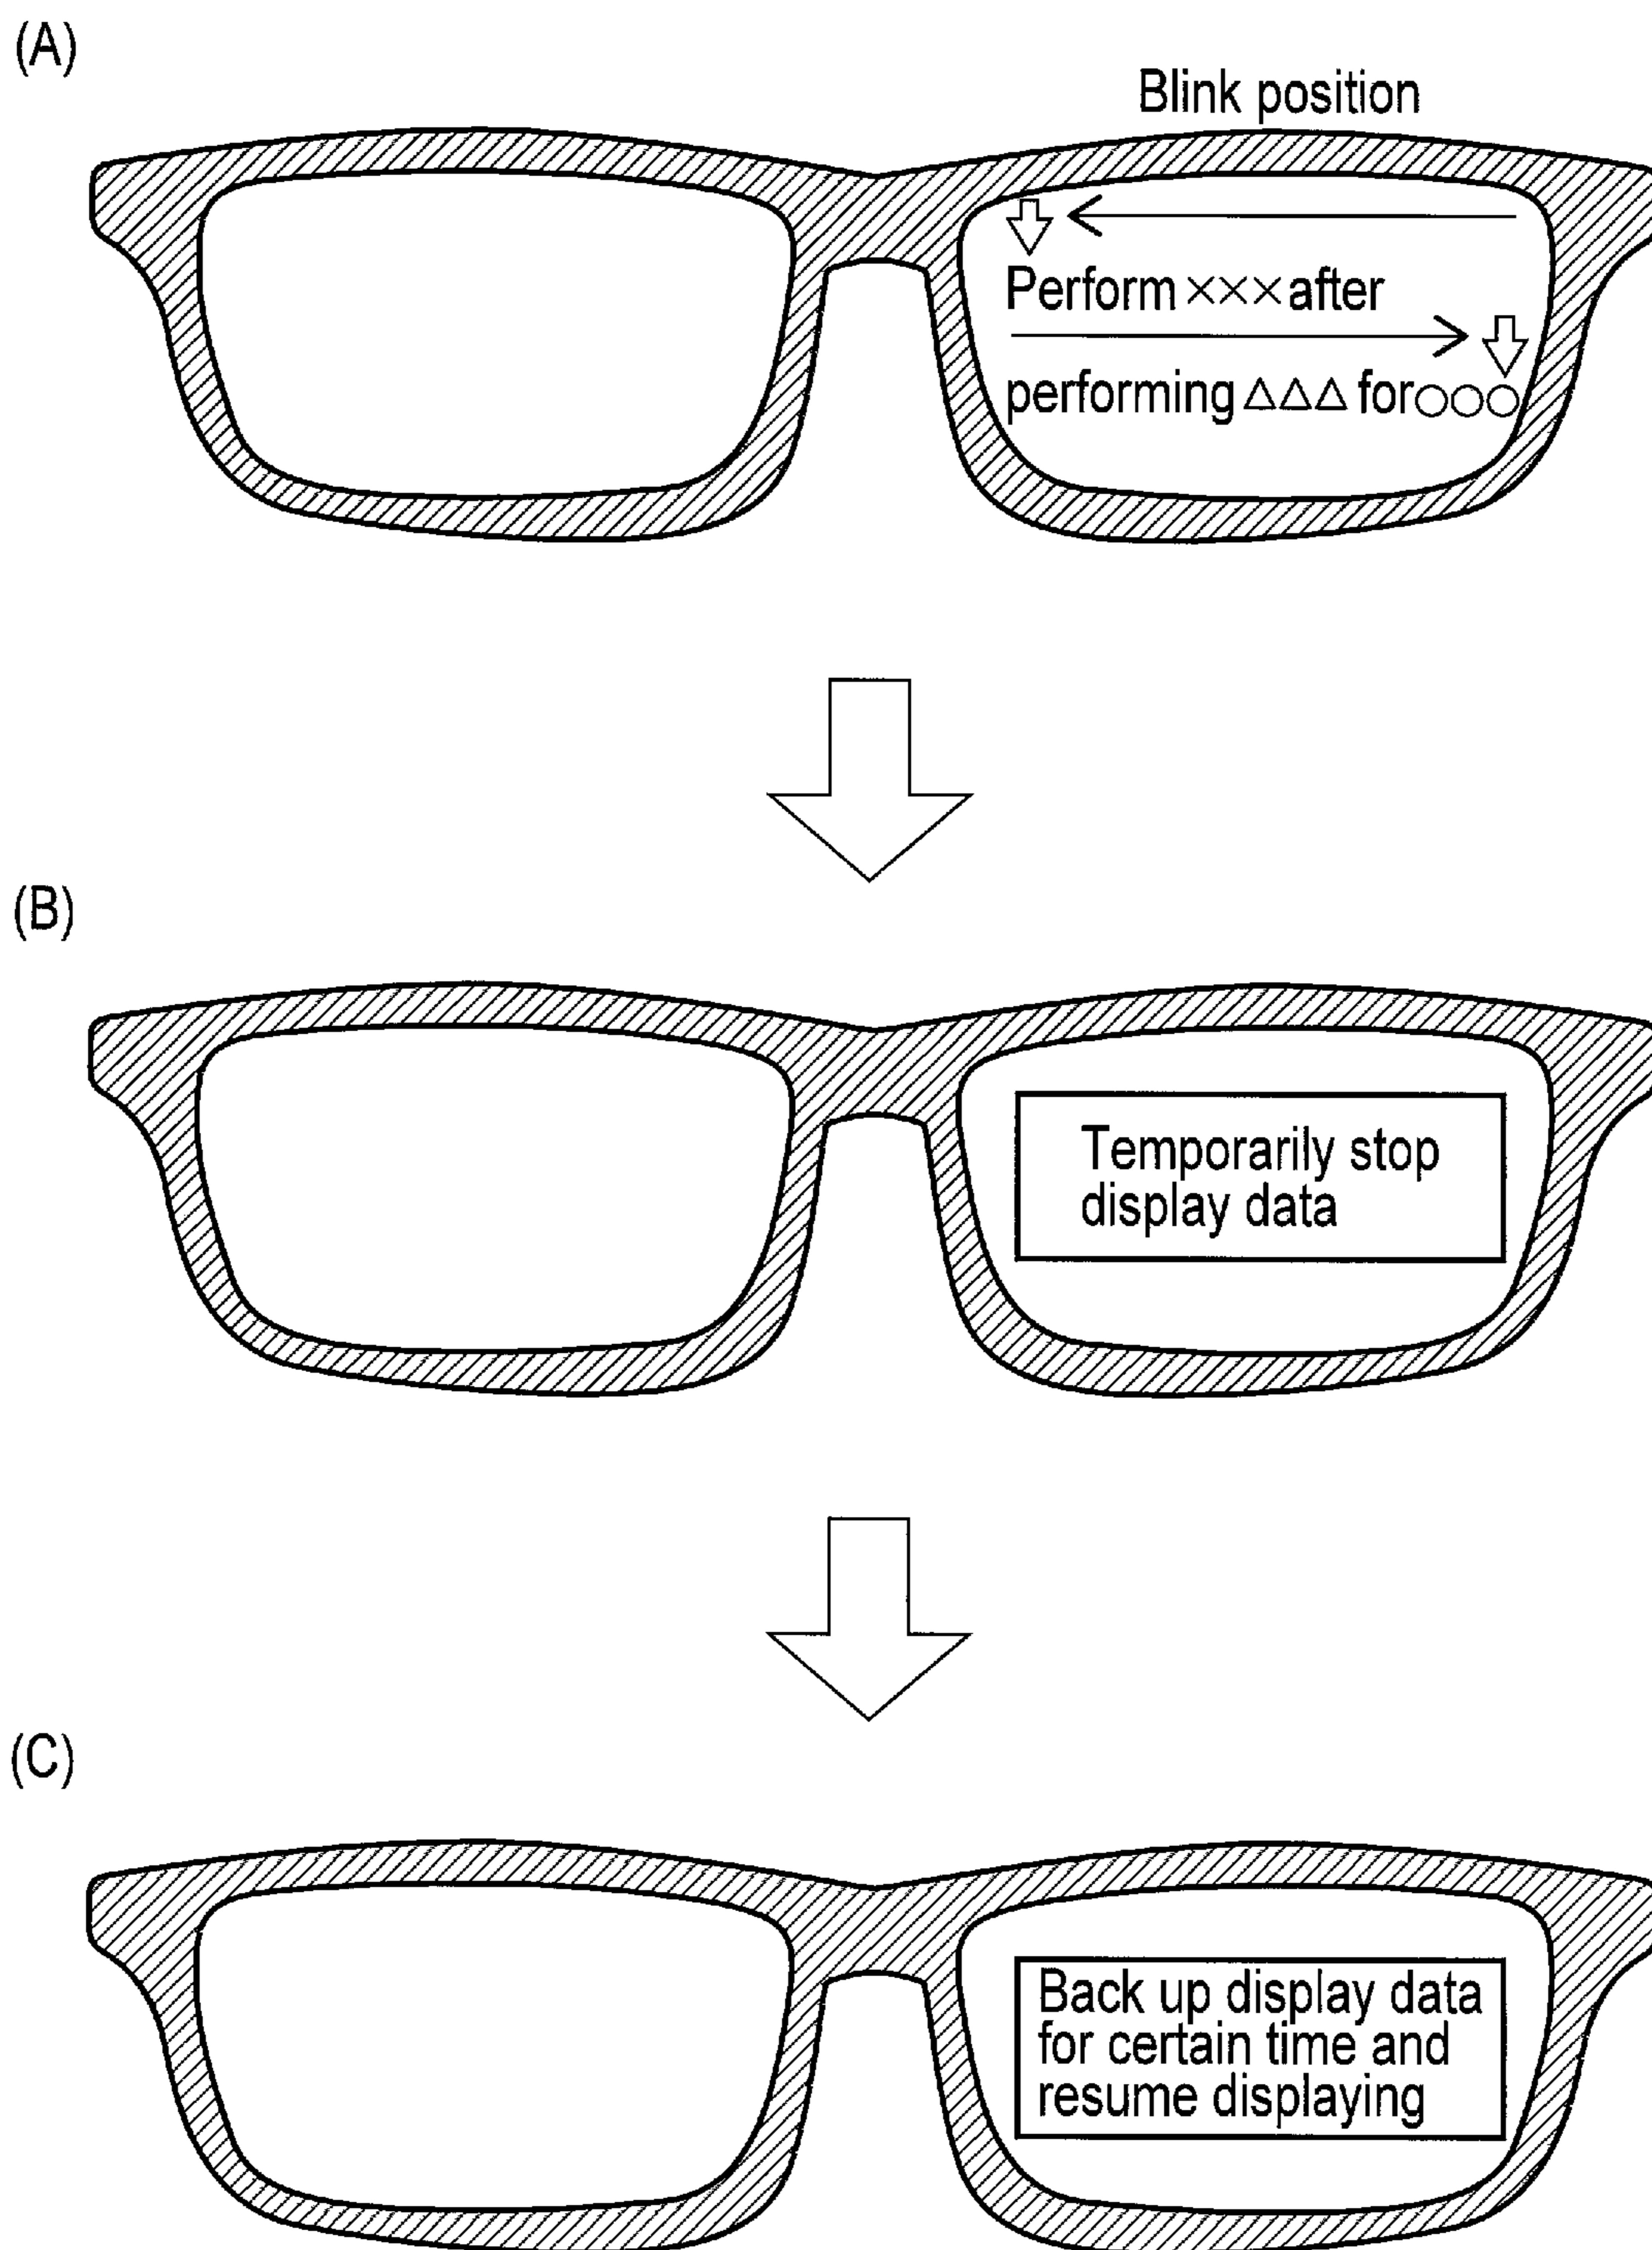 (A)
Blink position
Perform ××× after
performing △△△ for○○○
(B)
Temporarily stop
display data
(C)
Back up display data
for certain time and
resume displaying